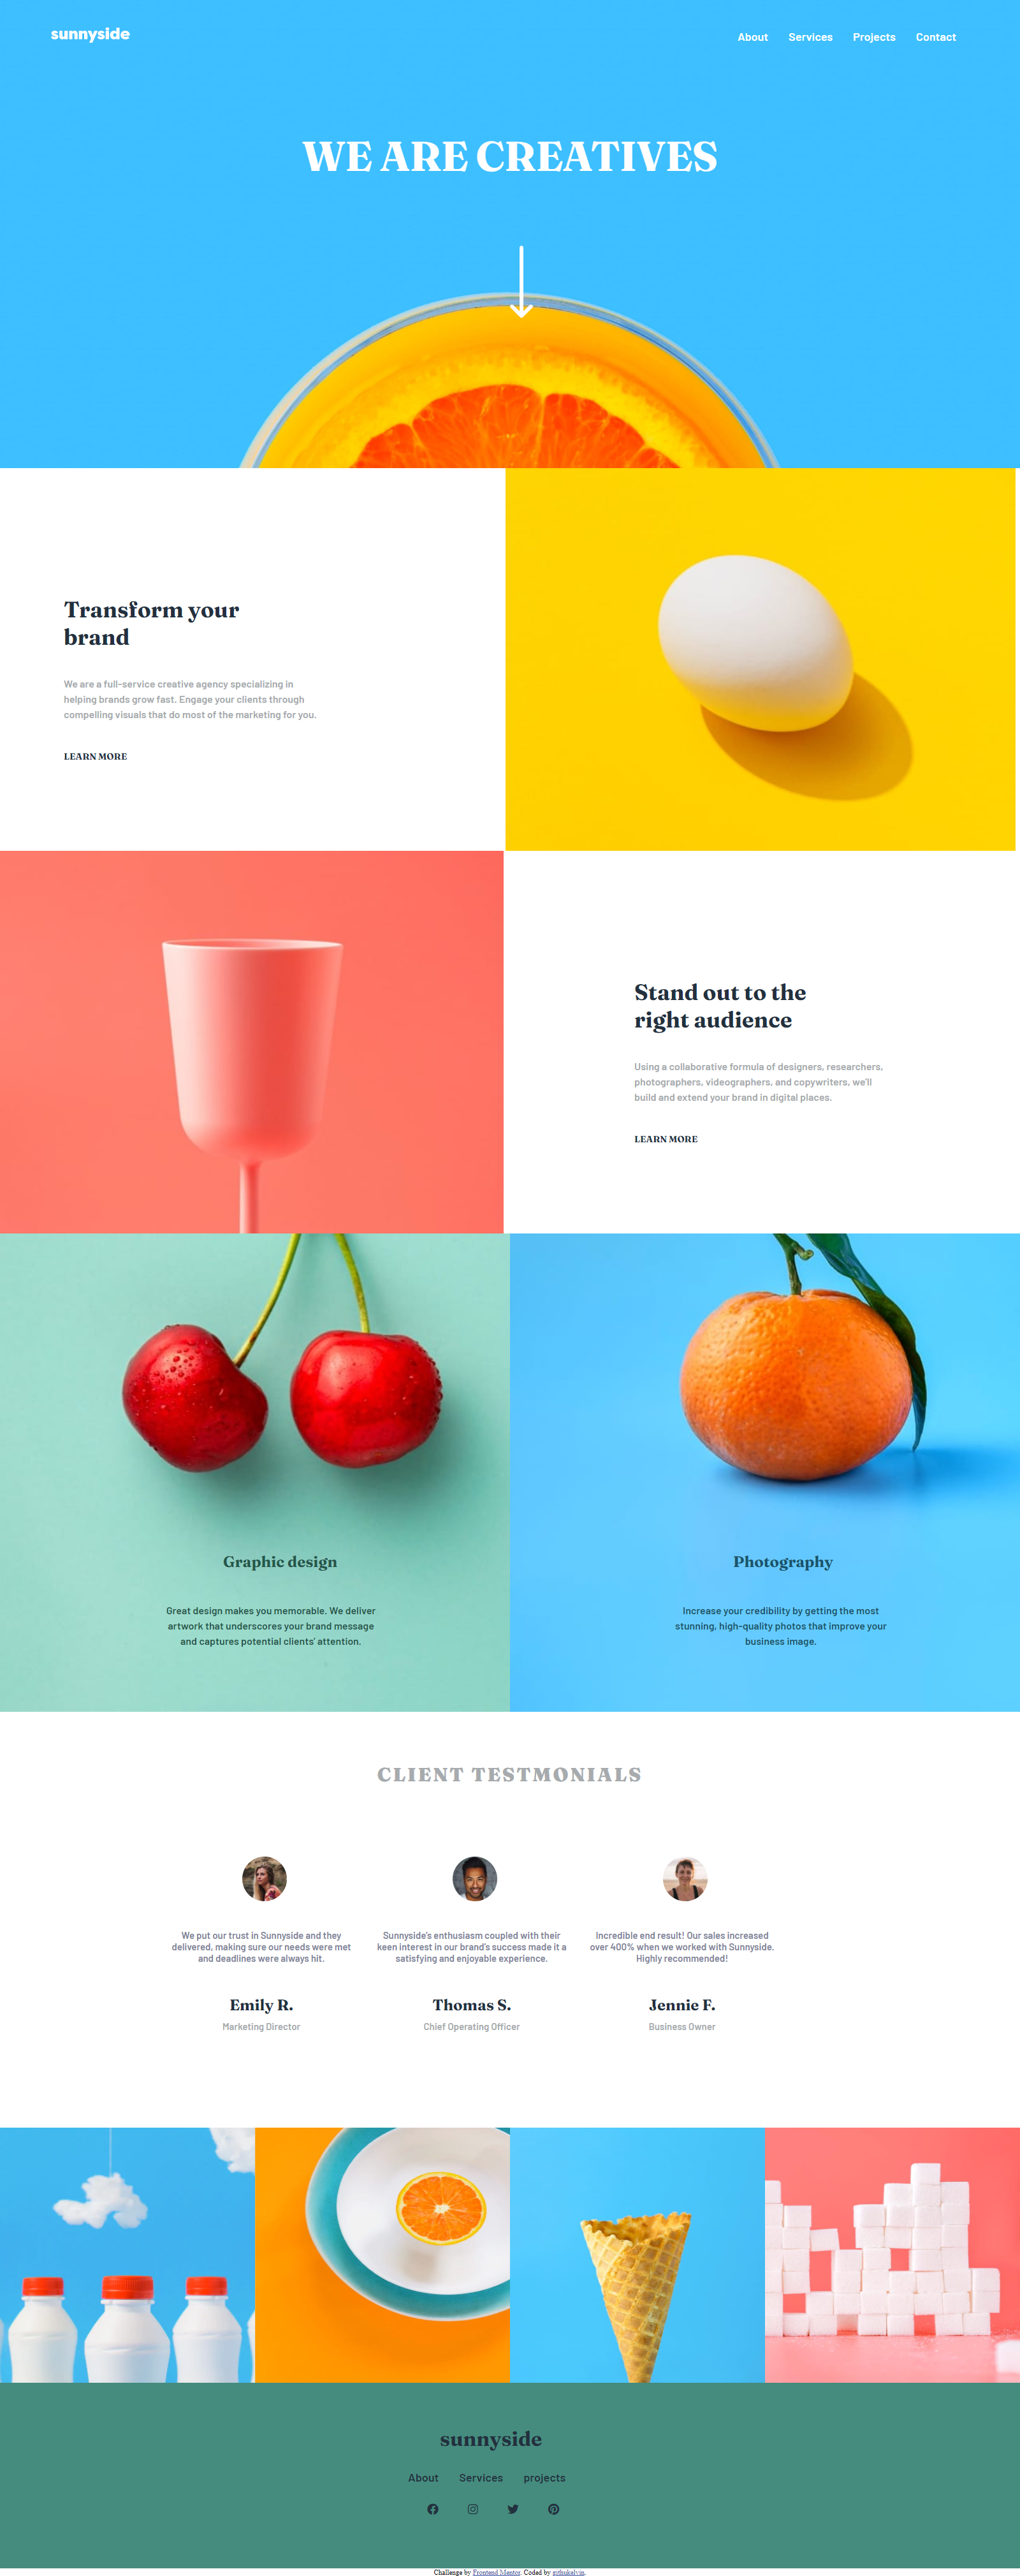 sunnyside
About Services Projects Contact
WE ARE CREATIVES
Transform your
brand
We are a full-service creative agency specializing in
helping brands grow fast. Engage your clients through
compelling visuals that do most of the marketing for you.
LEARN MORE
Stand out to the
right audience
Using a collaborative formula of designers, researchers,
photographers, videographers, and copywriters, we'll
build and extend your brand in digital places.
LEARN MORE
Graphic design
Great design makes you memorable. We deliver
artwork that underscores your brand message
and captures potential clients' attention.
Photography
Increase your credibility by getting the most
stunning, high-quality photos that improve your
business image.
CLIENT TESTMONIALS
We put our trust in Sunnyside and they
delivered, making sure our needs were met
and deadlines were always hit.
Emily R.
Marketing Director
Sunnyside's enthusiasm coupled with their
keen interest in our brand's success made it a
satisfying and enjoyable experience.
Thomas S.
Chief Operating Officer
Incredible end result! Our sales increased
over 400% when we worked with Sunnyside.
Highly recommended!
Jennie F.
Business Owner
sunnyside
About Services projects
Challenge by Frontend Mentor. Coded by githukelvin.